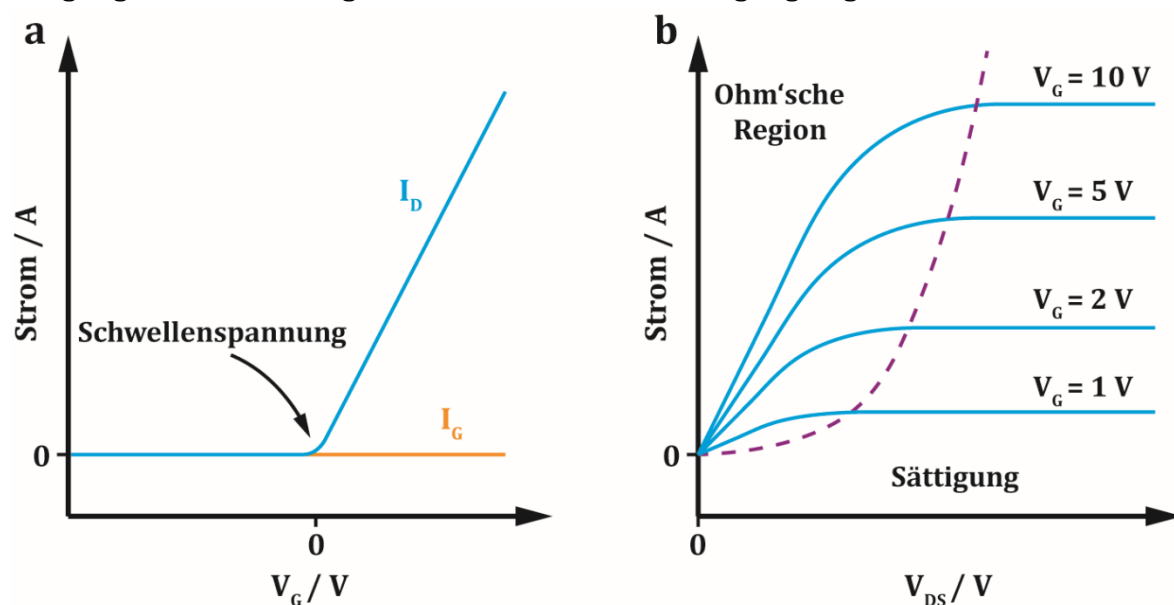 a
Strom / A
I_D
Schwellenspannung
I_G
0
0
V_G / V
b
Strom / A
Ohm‘sche
Region
V_G = 10 V
V_G = 5 V
V_G = 2 V
V_G = 1 V
Sättigung
0
0
V_DS / V